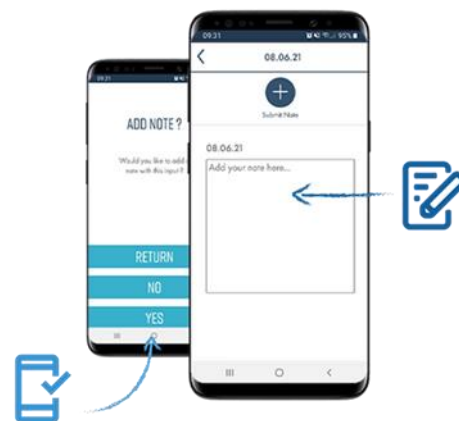 09:31
ADD NOTE ?
Would you like to add a
note with this input?
RETURN
NO
YES
09:31
95%
08.06.21
Submit Note
08.06.21
Add your note here...